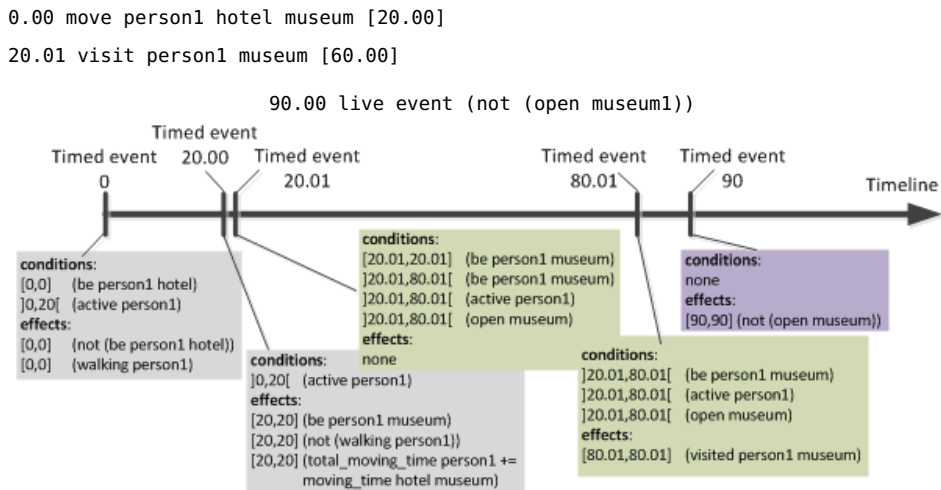 0.00 move person1 hotel museum [20.00]
20.01 visit person1 museum [60.00]
90.00 live event (not (open museum1))
Timed event
0
Timed event
20.00
Timed event
20.01
Timed event
80.01
Timed event
90
Timeline
conditions:
[0,0] (be person1 hotel)
]0,20[ (active person1)
effects:
[0,0] (not (be person1 hotel))
[0,0] (walking person1)
conditions:
]0,20[ (active person1)
effects:
[20,20] (be person1 museum)
[20,20] (not (walking person1))
[20,20] (total_moving_time person1 +=
moving_time hotel museum)
conditions:
[20.01,20.01] (be person1 museum)
]20.01,80.01[ (be person1 museum)
]20.01,80.01[ (active person1)
]20.01,80.01[ (open museum)
effects:
none
conditions:
]20.01,80.01[ (be person1 museum)
]20.01,80.01[ (active person1)
]20.01,80.01[ (open museum)
effects:
[80.01,80.01] (visited person1 museum)
conditions:
none
effects:
[90,90] (not (open museum))